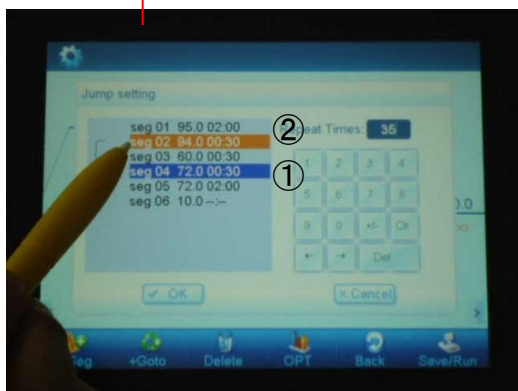 Jump setting
seg 01 95.0 02:00
seg 02 94.0 00:30
seg 03 60.0 00:30
seg 04 72.0 00:30
seg 05 72.0 02:00
seg 06 10.0 --:--
②
①
Repeat Times: 35
1 2 3 4
5 6 7 8
9 0 +/- Clr
← → Del
✓ OK
× Cancel
+Goto
Delete
OPT
Back
Save/Run